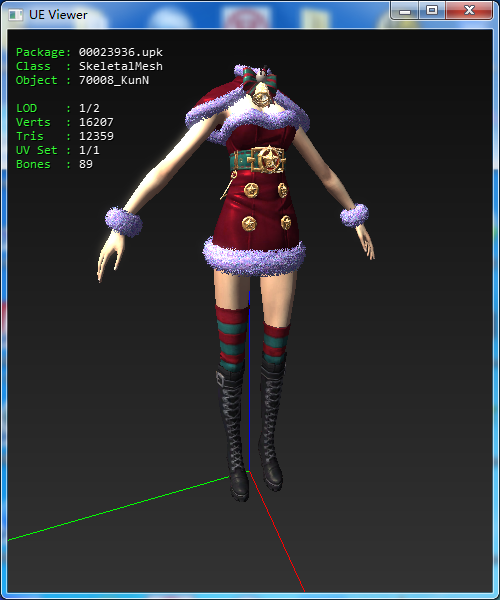 UE Viewer
Package: 00023936.upk
Class : SkeletalMesh
Object : 70008_KunN
LOD : 1/2
Verts : 16207
Tris : 12359
UV Set : 1/1
Bones : 89